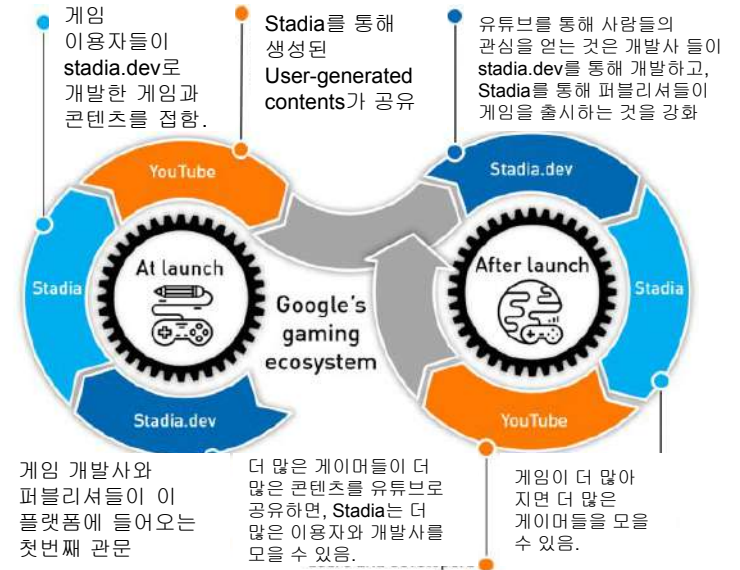 게임
이용자들이
stadia.dev로
개발한 게임과
콘텐츠를 접함.
Stadia를 통해
생성된
User-generated
contents가 공유
유튜브를 통해 사람들의
관심을 얻는 것은 개발사 들이
stadia.dev를 통해 개발하고,
Stadia를 통해 퍼블리셔들이
게임을 출시하는 것을 강화
YouTube
Stadia
At launch
Stadia.dev
Google's
gaming
ecosystem
Stadia.dev
After launch
Stadia
YouTube
게임 개발사와
퍼블리셔들이 이
플랫폼에 들어오는
첫번째 관문
더 많은 게이머들이 더
많은 콘텐츠를 유튜브로
공유하면, Stadia는 더
많은 이용자와 개발사를
모을 수 있음.
게임이 더 많아
지면 더 많은
게이머들을 모을
수 있음.